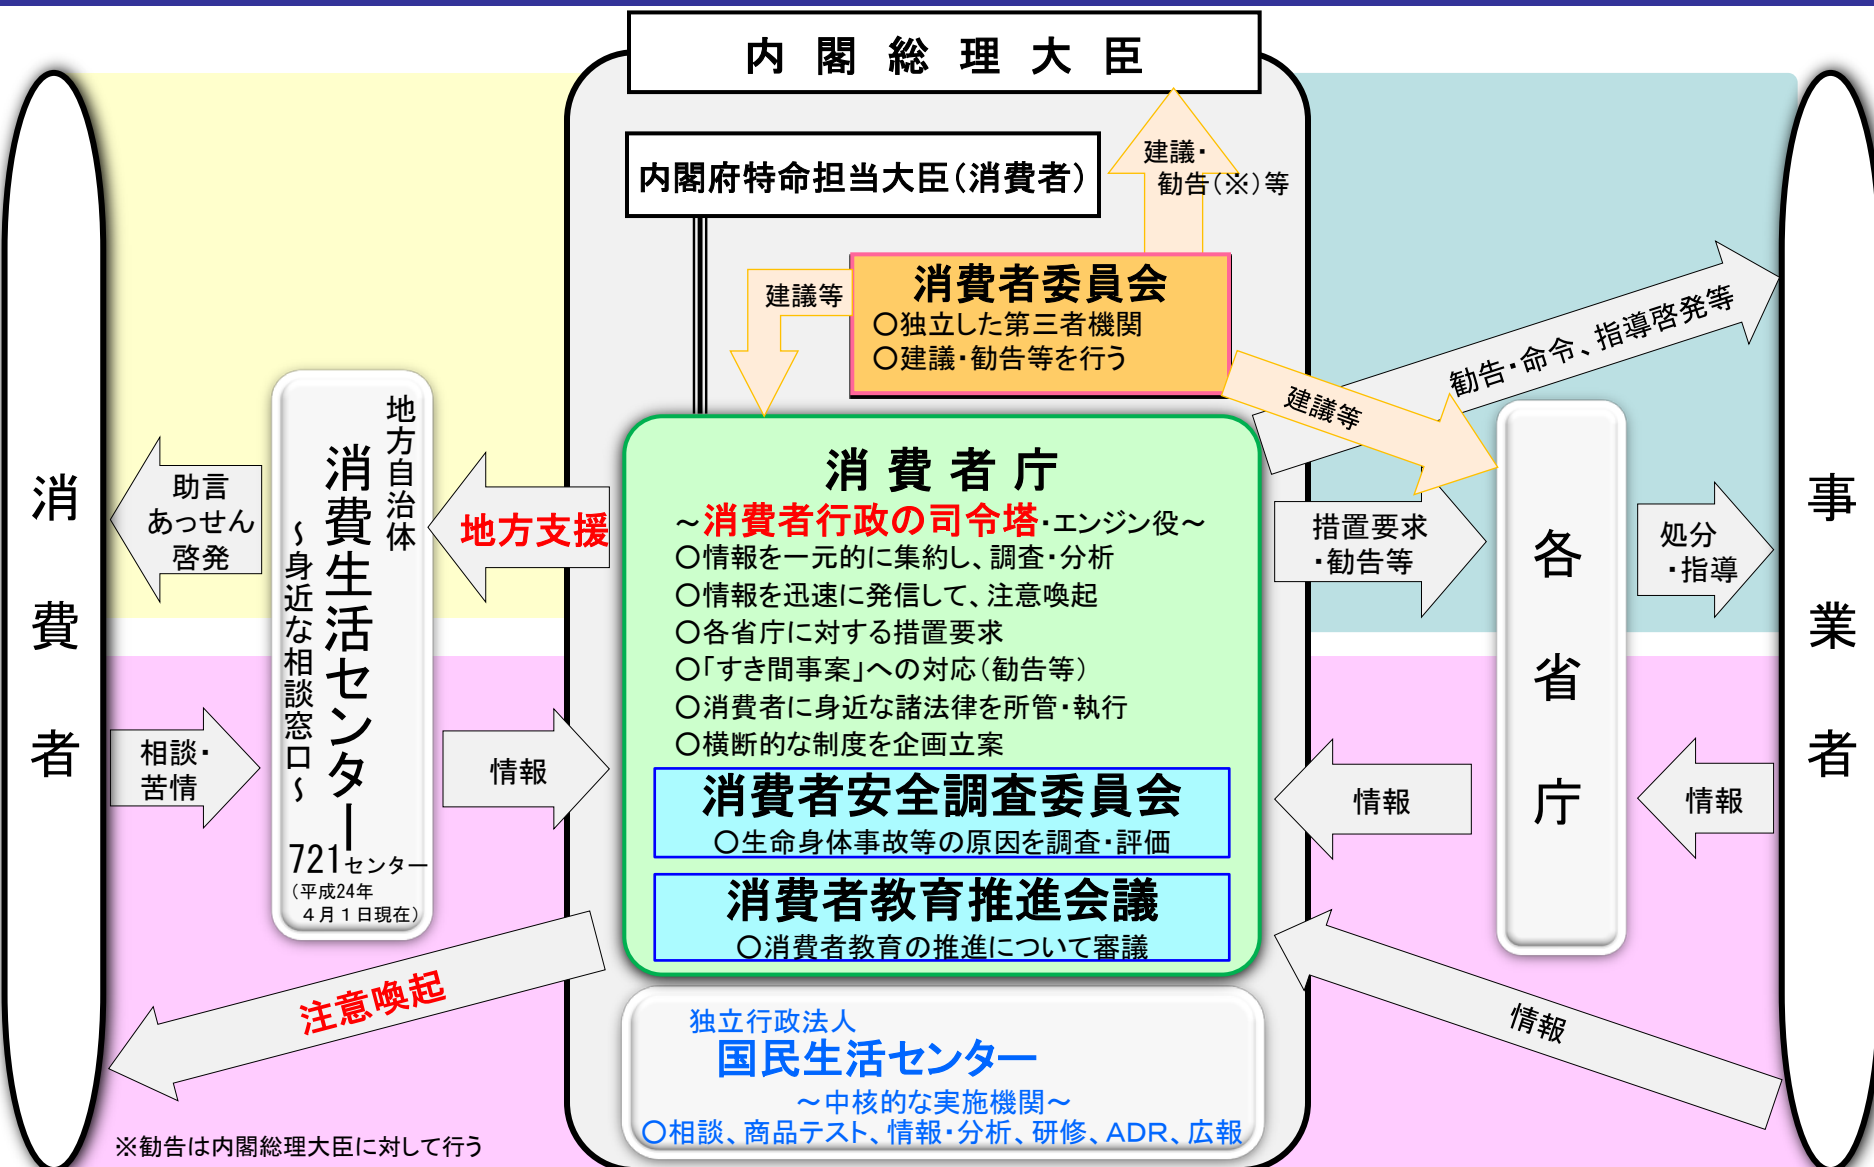 内閣総理大臣
内閣府特命担当大臣（消費者）
建議・
勧告（※）等
消費者委員会
○独立した第三者機関
○建議・勧告等を行う
建議等
建議等
勧告・命令、指導啓発等
消費者
助言
あっせん
啓発
地方自治体
消費生活センター
～身近な相談窓口～
721センター
（平成24年
４月１日現在）
地方支援
相談・
苦情
情報
注意喚起
消費者庁
～消費者行政の司令塔・エンジン役～
○情報を一元的に集約し、調査・分析
○情報を迅速に発信して、注意喚起
○各省庁に対する措置要求
○「すき間事案」への対応（勧告等）
○消費者に身近な諸法律を所管・執行
○横断的な制度を企画立案
消費者安全調査委員会
○生命身体事故等の原因を調査・評価
消費者教育推進会議
○消費者教育の推進について審議
独立行政法人
国民生活センター
～中核的な実施機関～
○相談、商品テスト、情報・分析、研修、ＡＤＲ、広報
措置要求
・勧告等
各省庁
処分
・指導
事業者
情報
情報
情報
※勧告は内閣総理大臣に対して行う